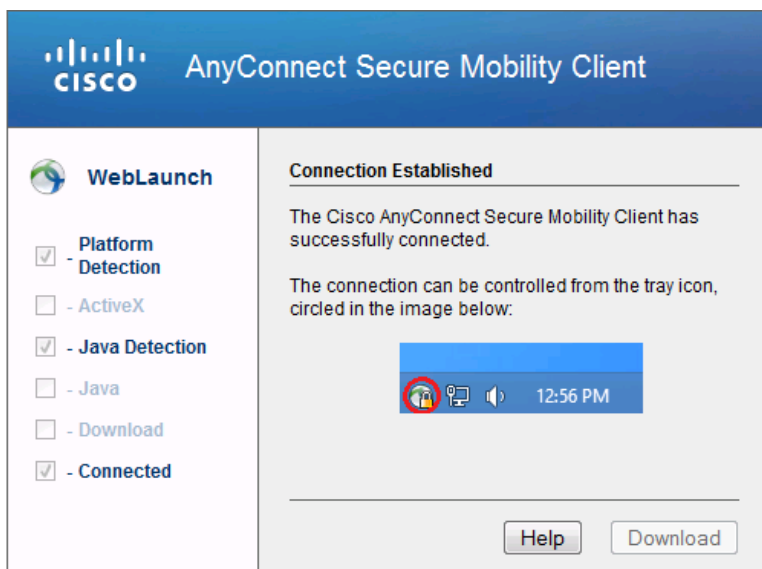 CISCO
AnyConnect Secure Mobility Client
WebLaunch
- Platform
Detection
- ActiveX
- Java Detection
- Java
- Download
- Connected
Connection Established
The Cisco AnyConnect Secure Mobility Client has
successfully connected.
The connection can be controlled from the tray icon,
circled in the image below:
12:56 PM
Help
Download